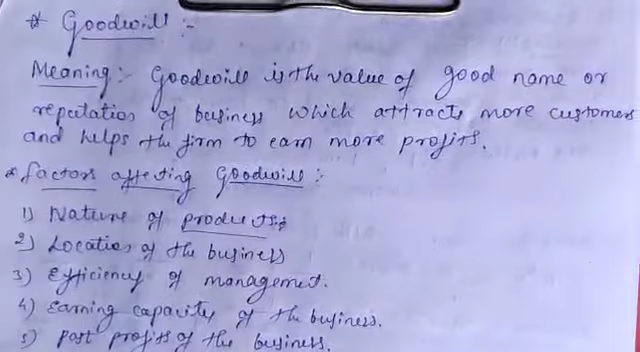 * Goodwill :-
Meaning:- Goodwill is the value of good name or
reputation of business which attracts more customers
and helps the firm to earn more profits.
* factors affecting Goodwill :-
1) Nature of products:
2) Location of the business
3) Efficiency of management.
4) Earning capacity of the business.
5) Past profits of the business.